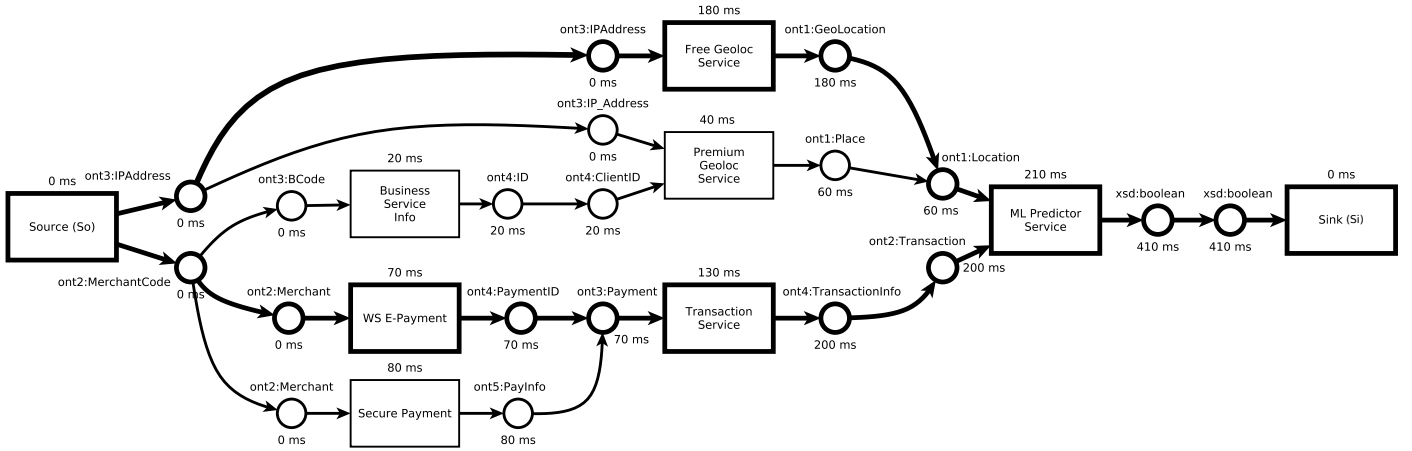 180 ms
ont3:IPAddress
Free Geoloc
Service
ont1:GeoLocation
0 ms
180 ms
ont3:IP_Address
0 ms
40 ms
Premium
Geoloc
Service
ont1:Place
60 ms
0 ms
Source (So)
ont3:IPAddress
0 ms
ont3:BCode
0 ms
20 ms
Business
Service
Info
ont4:ID
20 ms
ont4:ClientID
20 ms
ont1:Location
60 ms
210 ms
ML Predictor
Service
xsd:boolean
410 ms
xsd:boolean
410 ms
0 ms
Sink (Si)
ont2:MerchantCode
0 ms
ont2:Merchant
0 ms
70 ms
WS E-Payment
ont4:PaymentID
70 ms
ont3:Payment
70 ms
130 ms
Transaction
Service
ont4:TransactionInfo
200 ms
ont2:Transaction
200 ms
ont2:Merchant
0 ms
80 ms
Secure Payment
ont5:PayInfo
80 ms